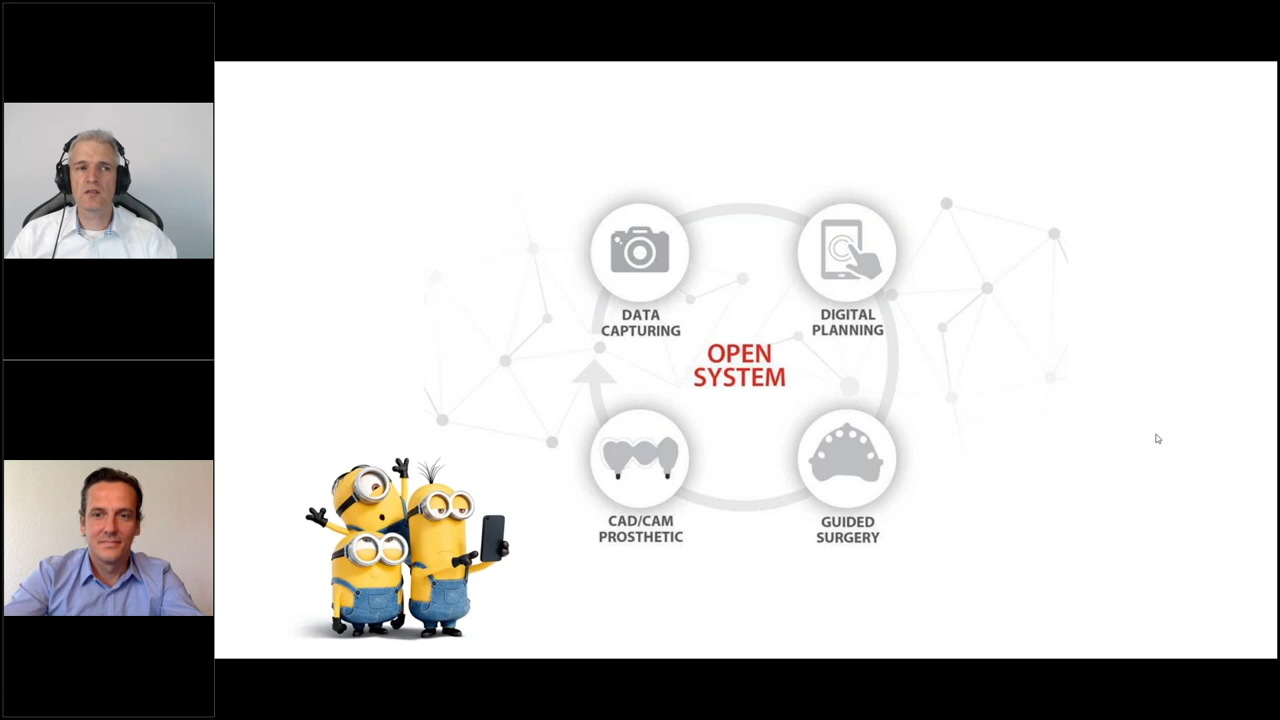 DATA
CAPTURING
DIGITAL
PLANNING
OPEN
SYSTEM
CAD/CAM
PROSTHETIC
GUIDED
SURGERY